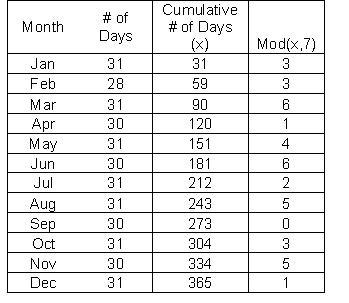 Month # of Days Cumulative # of Days (x) Mod(x,7)
Jan 31 31 3
Feb 28 59 3
Mar 31 90 6
Apr 30 120 1
May 31 151 4
Jun 30 181 6
Jul 31 212 2
Aug 31 243 5
Sep 30 273 0
Oct 31 304 3
Nov 30 334 5
Dec 31 365 1